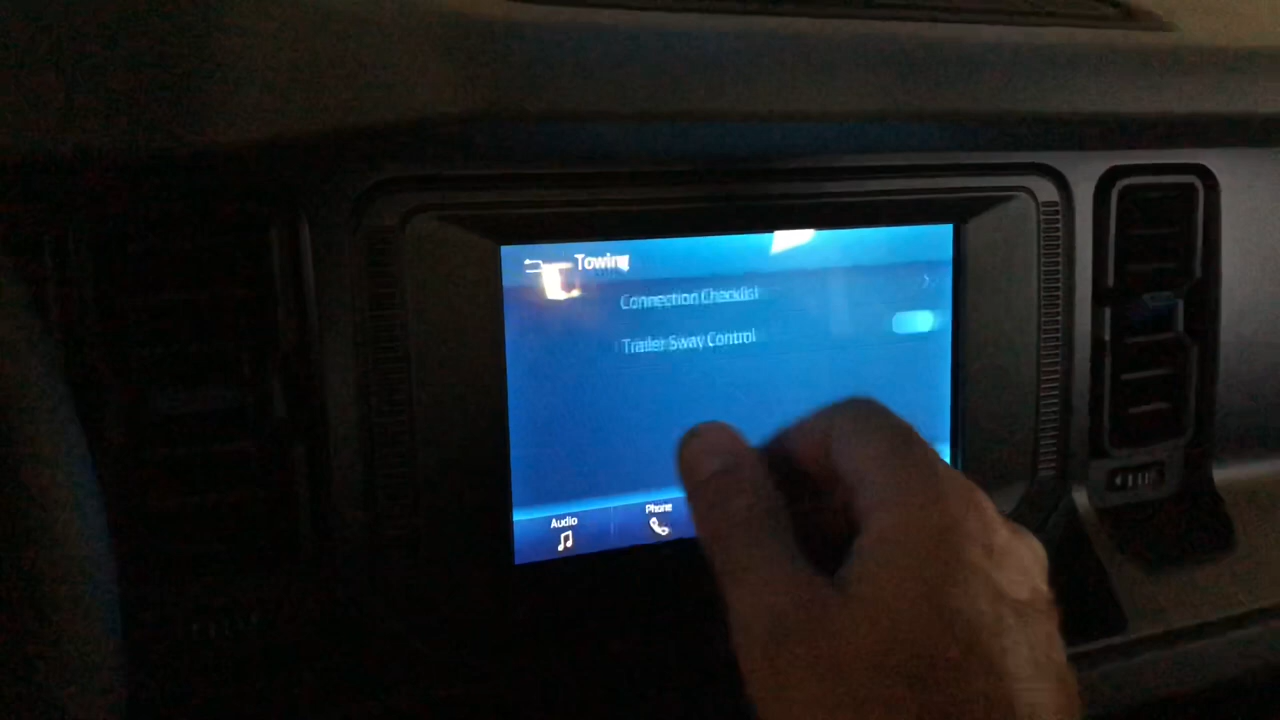 Towing
Connection Checklist
Trailer Sway Control
Audio
Phone